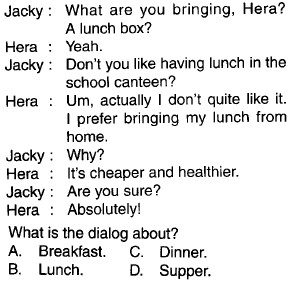 Jacky : What are you bringing, Hera?
A lunch box?
Hera : Yeah.
Jacky : Don't you like having lunch in the
school canteen?
Hera : Um, actually I don't quite like it.
I prefer bringing my lunch from
home.
Jacky : Why?
Hera : It's cheaper and healthier.
Jacky : Are you sure?
Hera : Absolutely!
What is the dialog about?
A. Breakfast. C. Dinner.
B. Lunch. D. Supper.